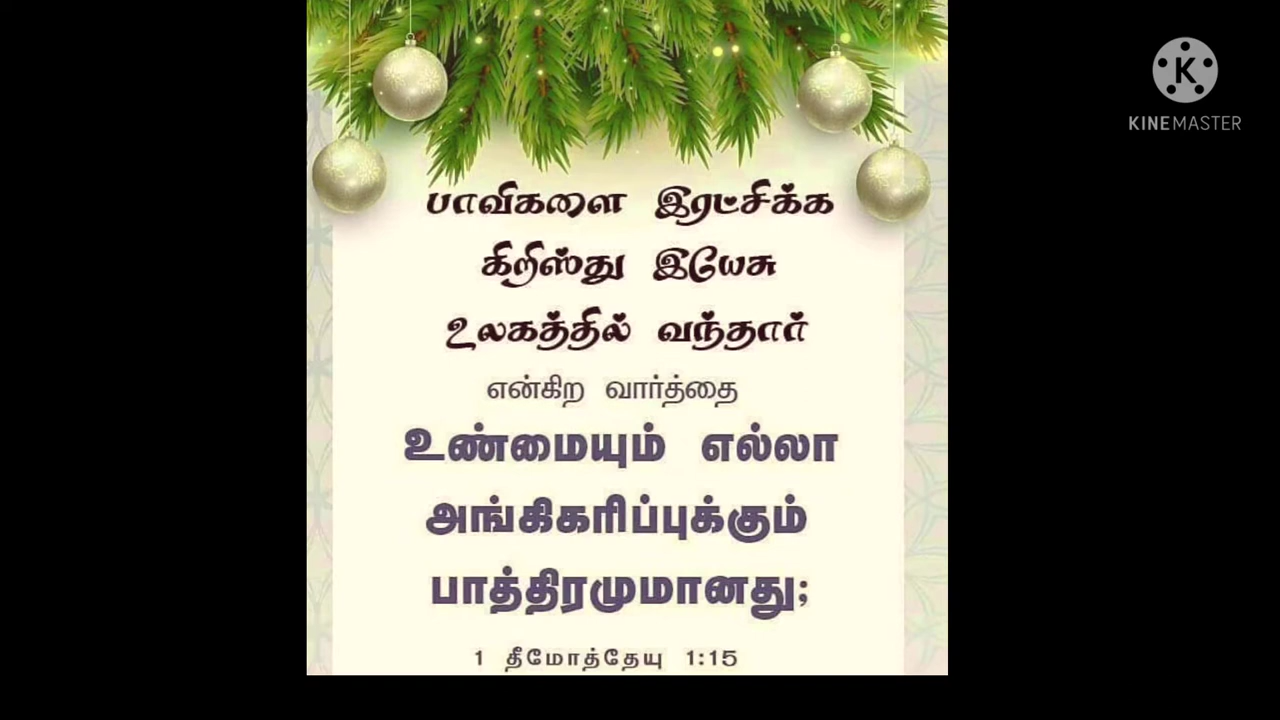 பாவிகளை இரட்சிக்க
கிறிஸ்து இயேசு
உலகத்தில் வந்தார்
என்கிற வார்த்தை
உண்மையும் எல்லா
அங்கிகரிப்புக்கும்
பாத்திரமுமானது;
1 தீமோத்தேயு 1:15
K
KINEMASTER